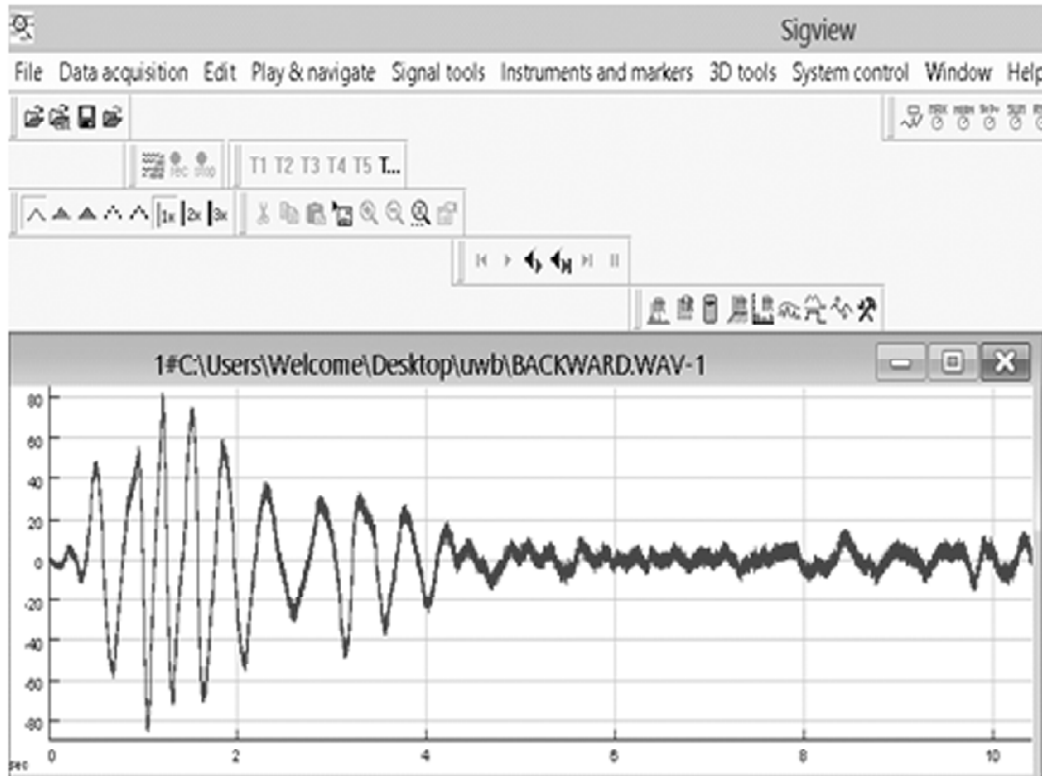 Sigview
File Data acquisition Edit Play & navigate Signal tools Instruments and markers 3D tools System control Window Help
rec stop T1 T2 T3 T4 T5 T...
1x 2x 3x
1#C:\Users\Welcome\Desktop\uwb\BACKWARD.WAV-1
80
60
40
20
0
-20
-40
-60
-80
0 2 4 6 8 10
sec